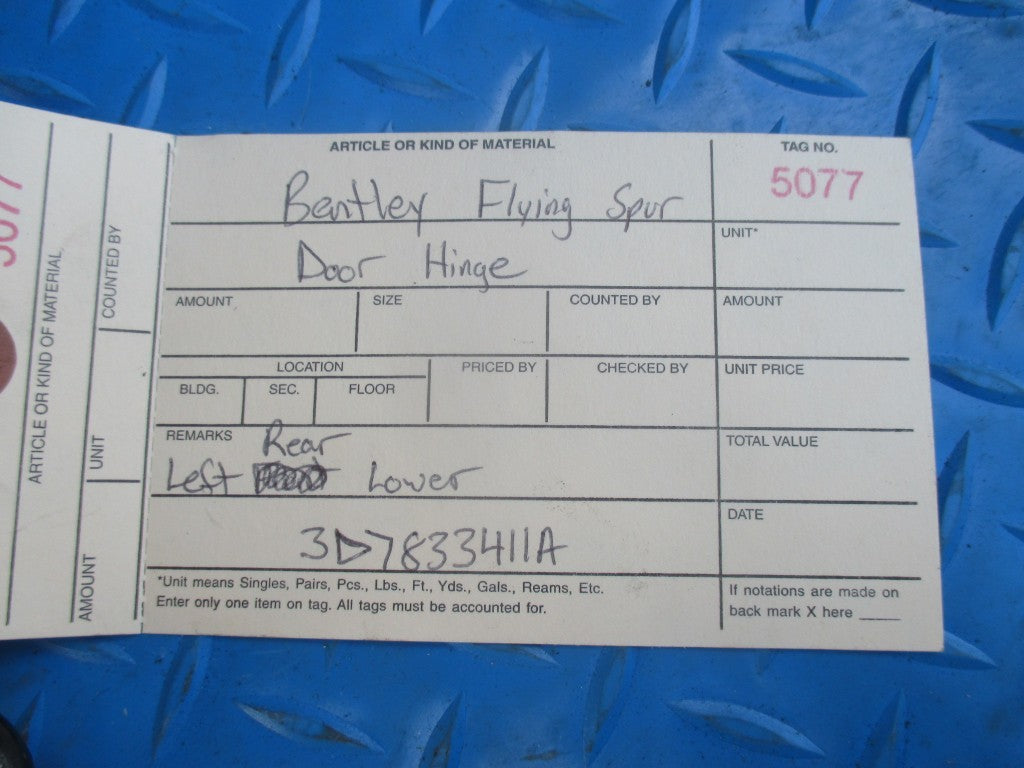 5077
ARTICLE OR KIND OF MATERIAL
COUNTED BY
UNIT
AMOUNT
ARTICLE OR KIND OF MATERIAL
TAG NO.
Bentley Flying Spur
5077
UNIT*
Door Hinge
AMOUNT
SIZE
COUNTED BY
AMOUNT
LOCATION
PRICED BY
CHECKED BY
UNIT PRICE
BLDG.
SEC.
FLOOR
REMARKS
Rear
TOTAL VALUE
Left Lower
DATE
3D7833411A
*Unit means Singles, Pairs, Pcs., Lbs., Ft., Yds., Gals., Reams, Etc.
Enter only one item on tag. All tags must be accounted for.
If notations are made on
back mark X here ____